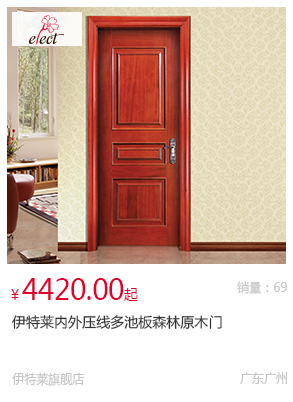 elect
¥ 4420.00起
销量：69
伊特莱内外压线多池板森林原木门
伊特莱旗舰店
广东广州